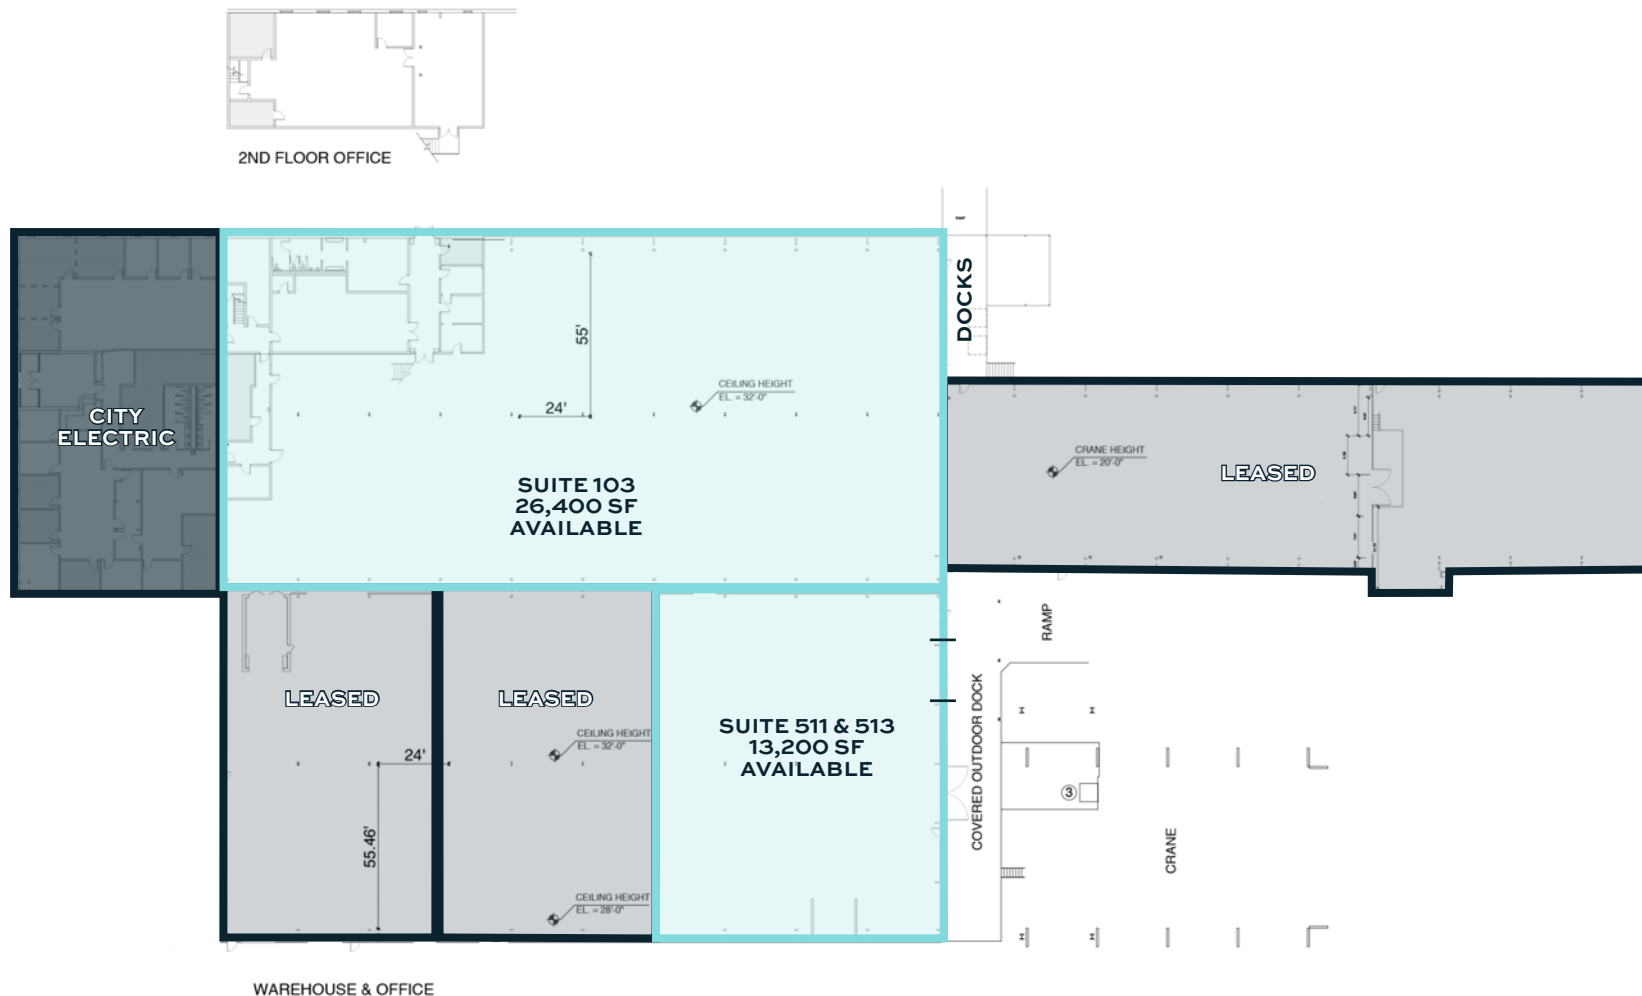 2ND FLOOR OFFICE
DOCKS
55'
24'
CEILING HEIGHT
EL. = 32'-0"
CITY
ELECTRIC
CRANE HEIGHT
EL. = 20'-0"
LEASED
SUITE 103
26,400 SF
AVAILABLE
RAMP
LEASED
LEASED
SUITE 511 & 513
13,200 SF
AVAILABLE
CEILING HEIGHT
EL. = 32'-0"
24'
COVERED OUTDOOR DOCK
3
55.46'
CRANE
CEILING HEIGHT
EL. = 28'-0"
WAREHOUSE & OFFICE